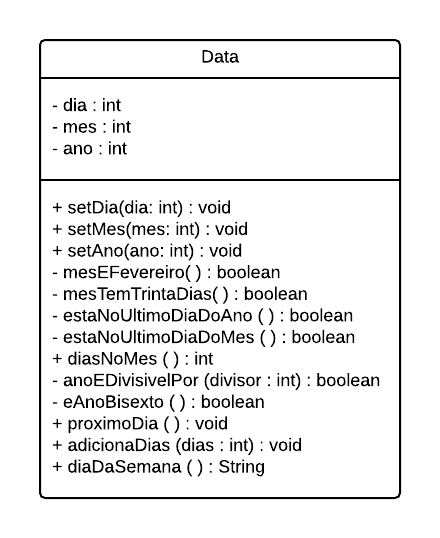 Data
- dia : int
- mes : int
- ano : int
+ setDia(dia: int) : void
+ setMes(mes: int) : void
+ setAno(ano: int) : void
- mesEFevereiro( ) : boolean
- mesTemTrintaDias( ) : boolean
- estaNoUltimoDiaDoAno ( ) : boolean
- estaNoUltimoDiaDoMes ( ) : boolean
+ diasNoMes ( ) : int
- anoEDivisivelPor (divisor : int) : boolean
- eAnoBisexto ( ) : boolean
+ proximoDia ( ) : void
+ adicionaDias (dias : int) : void
+ diaDaSemana ( ) : String